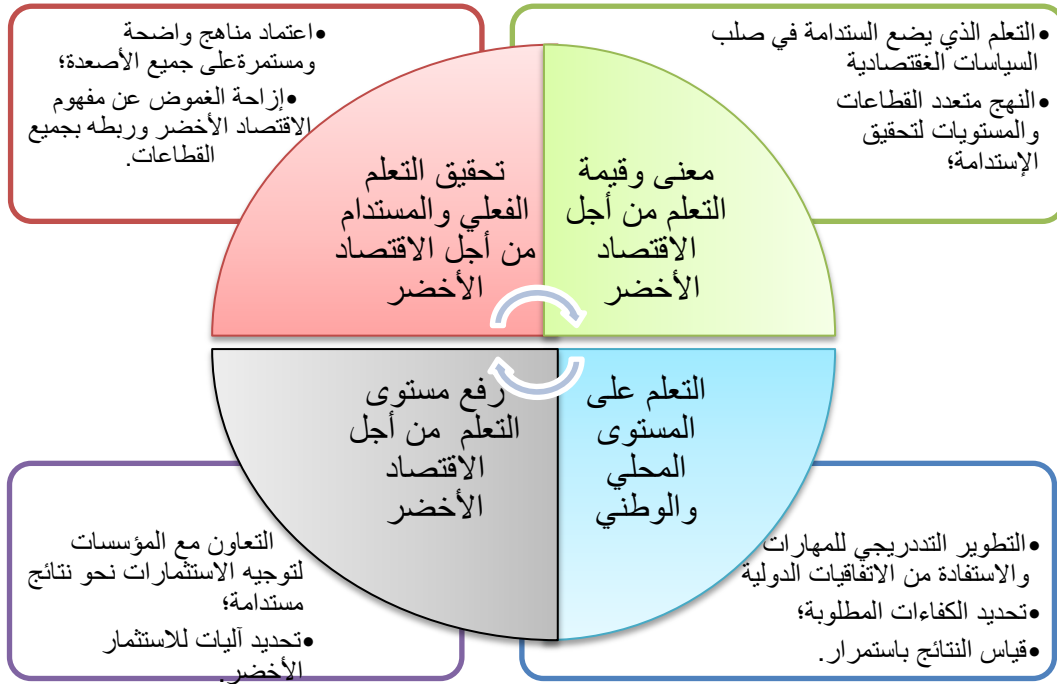 •التعلم الذي يضع الستدامة في صلب
السياسات الغقتصادية
•النهج متعدد القطاعات
والمستويات لتحقيق
الإستدامة؛
•اعتماد مناهج واضحة
ومستمرةعلى جميع الأصعدة؛
•إزاحة الغموض عن مفهوم
الاقتصاد الأخضر وربطه بجميع
القطاعات.
معنى وقيمة
التعلم من أجل
الاقتصاد
الأخضر
تحقيق التعلم
الفعلي والمستدام
من أجل الاقتصاد
الأخضر
التعلم على
المستوى
المحلي
والوطني
رفع مستوى
التعلم من أجل
الاقتصاد
الأخضر
•التطوير التددريجي للمهارات
والاستفادة من الاتفاقيات الدولية
•تحديد الكفاءات المطلوبة؛
•قياس النتائج باستمرار.
التعاون مع المؤسسات
لتوجيه الاستثمارات نحو نتائج
مستدامة؛
•تحديد آليات للاستثمار
الأخضر.